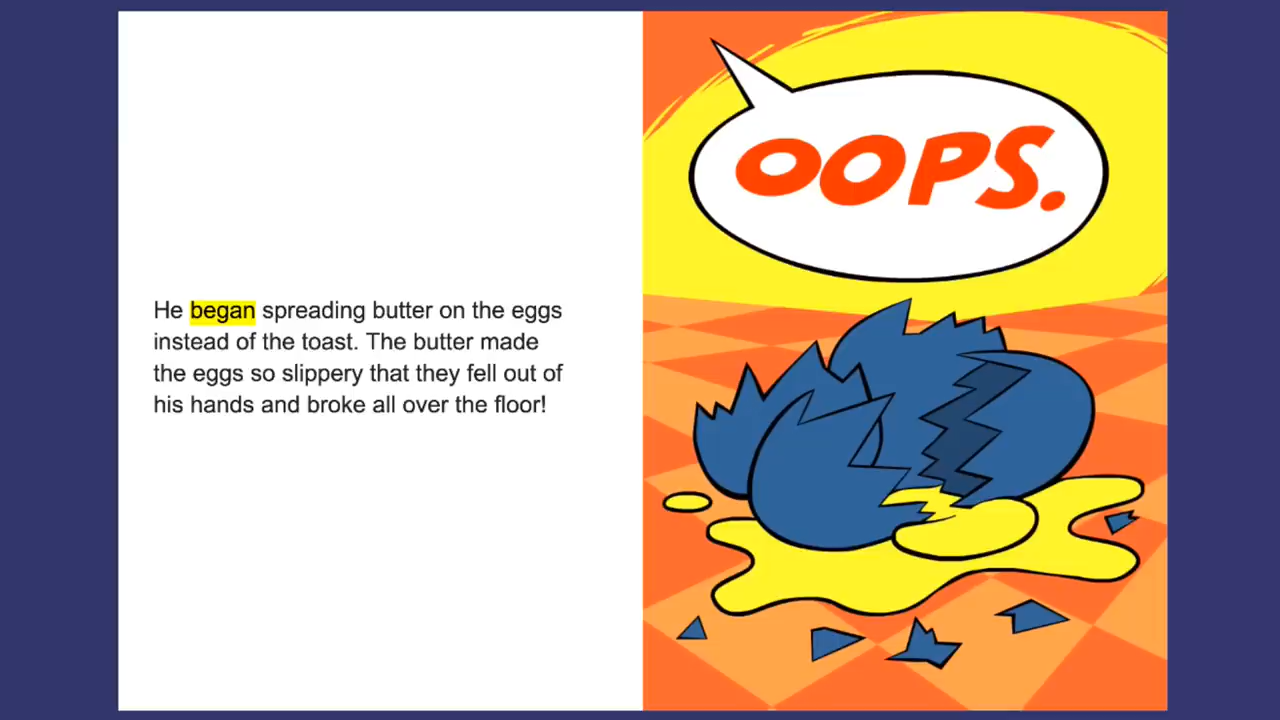 He began spreading butter on the eggs
instead of the toast. The butter made
the eggs so slippery that they fell out of
his hands and broke all over the floor!
OOPS.